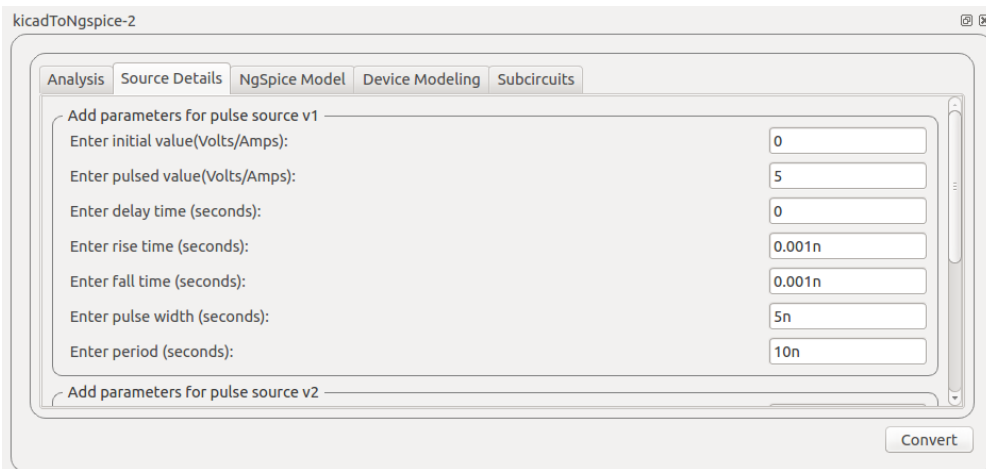 kicadToNgspice-2
Analysis Source Details NgSpice Model Device Modeling Subcircuits
Add parameters for pulse source v1
Enter initial value(Volts/Amps): 0
Enter pulsed value(Volts/Amps): 5
Enter delay time (seconds): 0
Enter rise time (seconds): 0.001n
Enter fall time (seconds): 0.001n
Enter pulse width (seconds): 5n
Enter period (seconds): 10n
Add parameters for pulse source v2
Convert